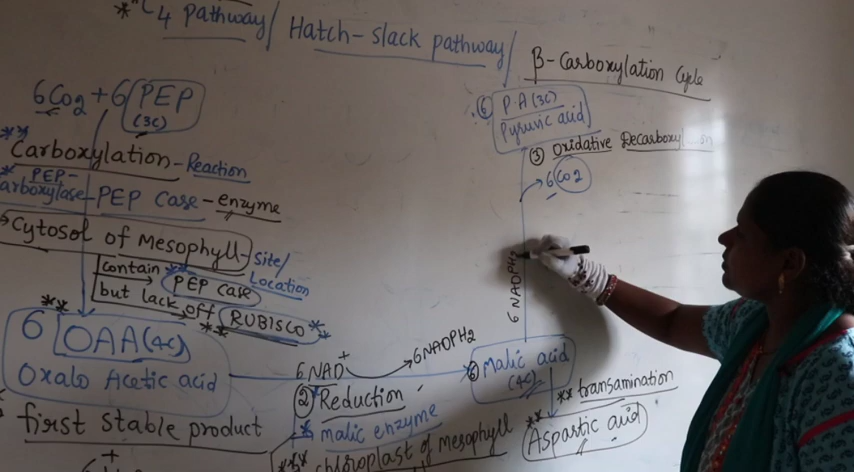 *C4 pathway/ Hatch-slack pathway/
β-Carboxylation Cycle
6CO2 + 6 PEP
(3C)
**Carboxylation - Reaction
*PEP-
arboxylase - PEP Case - enzyme
Cytosol of Mesophyll - Site/
Location
contain ** PEP case
but lack off RUBISCO **
**
** 6 OAA (4C)
Oxalo Acetic acid
first stable product
6NAD+ 6NADPH2
② Reduction
* malic enzyme
*** chloroplast of mesophyll
⑥ Malic acid
(4C)
** transamination
** Aspartic acid
6 NADPH2
⑥ P.A (3C)
Pyruvic acid
③ Oxidative
6CO2